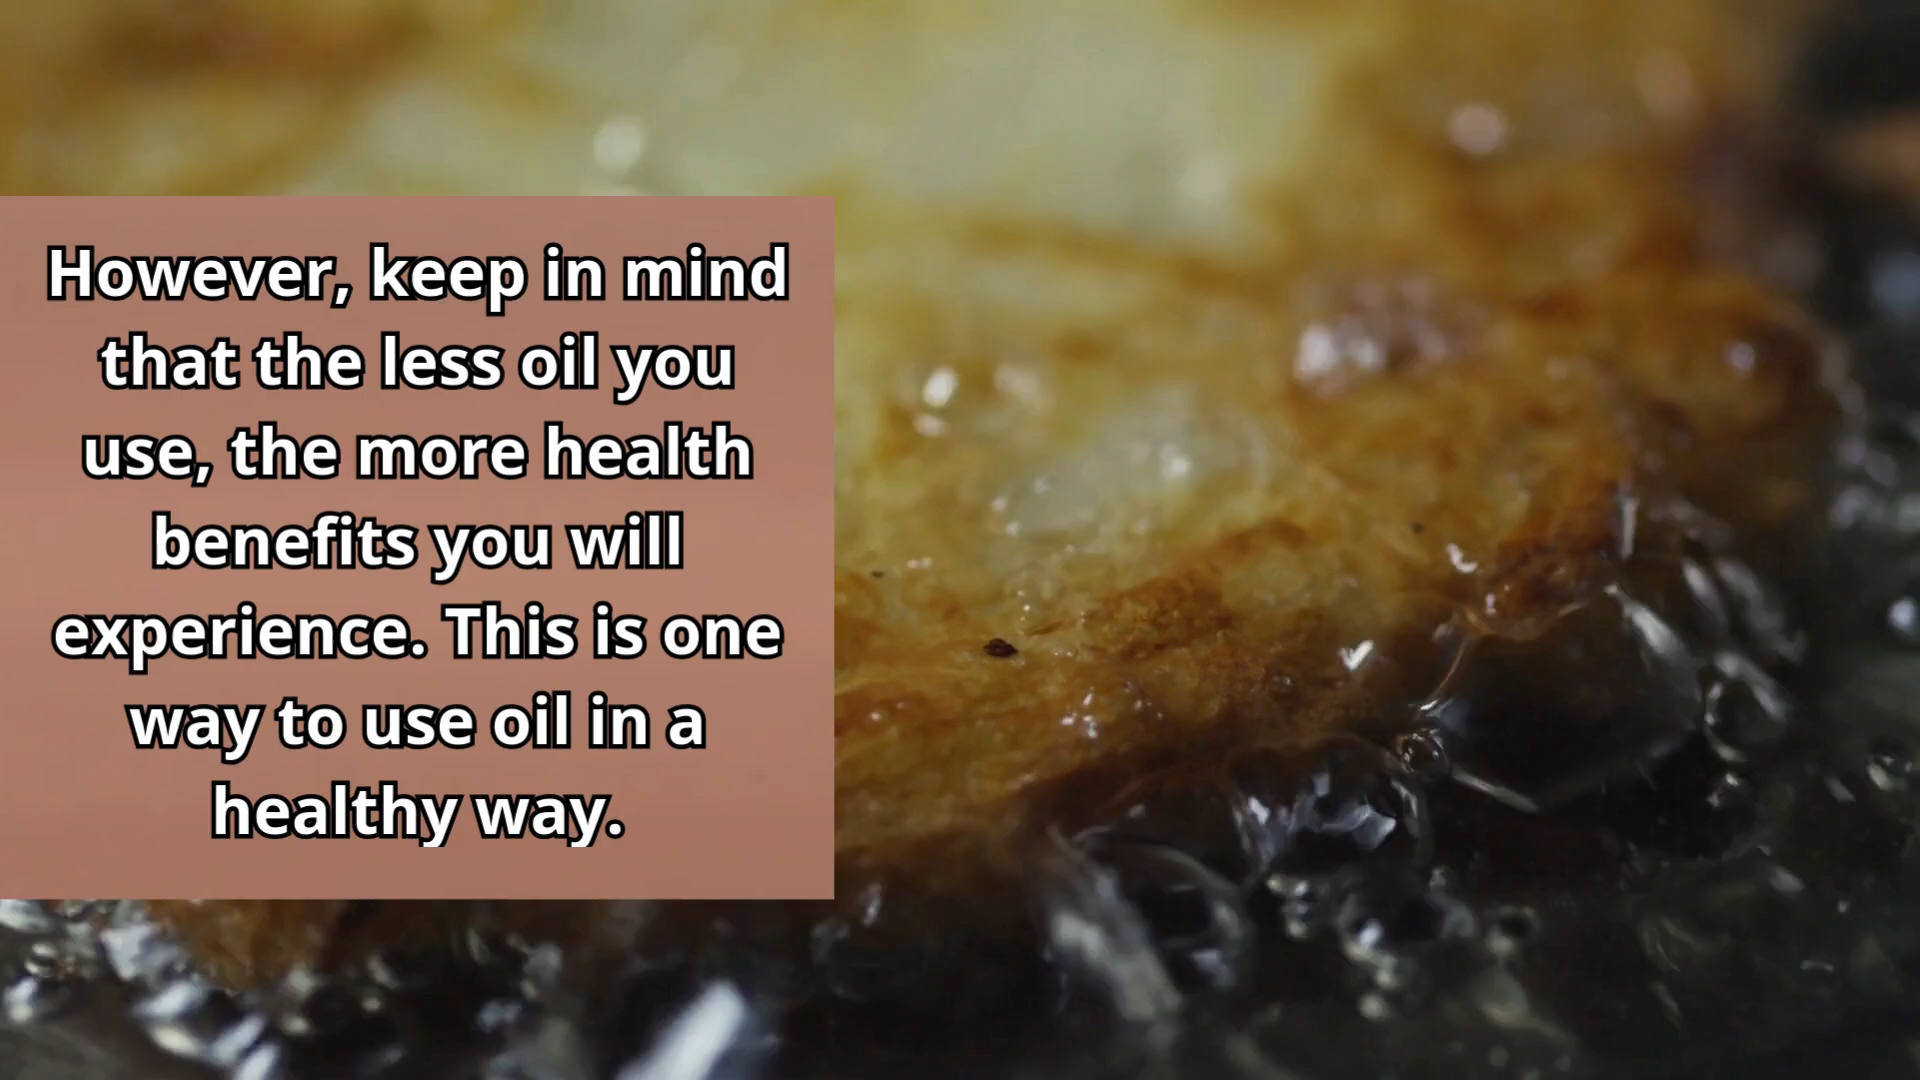 However, keep in mind
that the less oil you
use, the more health
benefits you will
experience. This is one
way to use oil in a
healthy way.